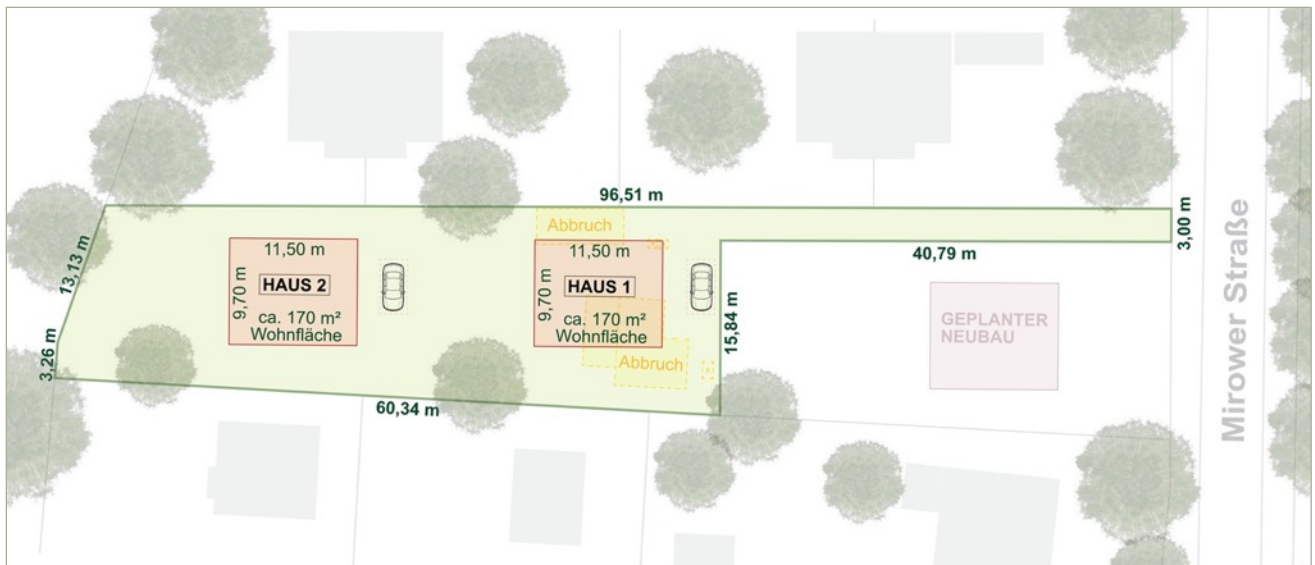 96,51 m
Abbruch
3,00 m
Mirower Straße
40,79 m
13,13 m
11,50 m
9,70 m
HAUS 2
ca. 170 m²
Wohnfläche
11,50 m
9,70 m
HAUS 1
ca. 170 m²
Wohnfläche
Abbruch
15,84 m
GEPLANTER
NEUBAU
3,26 m
60,34 m